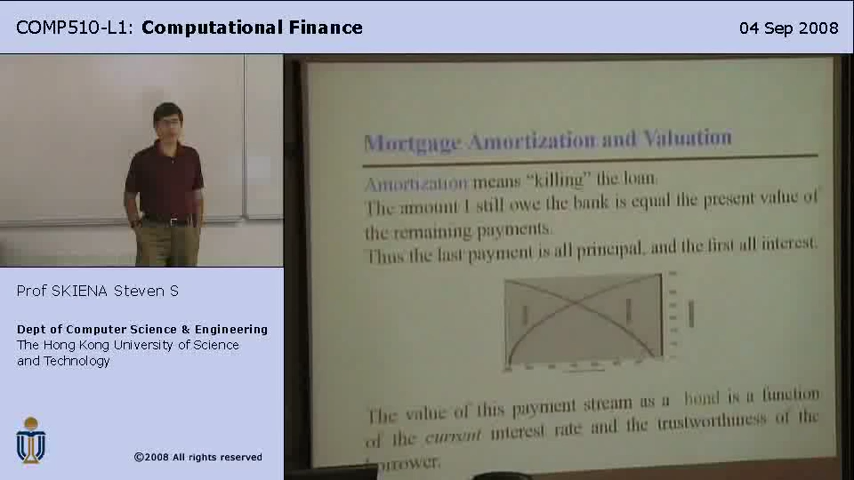 COMP510-L1: Computational Finance
04 Sep 2008
Mortgage Amortization and Valuation
Amortization means “killing” the loan.
The amount I still owe the bank is equal the present value of
the remaining payments.
Thus the last payment is all principal, and the first all interest.
The value of this payment stream as a bond is a function
of the current interest rate and the trustworthiness of the
borrower.
Prof SKIENA Steven S
Dept of Computer Science & Engineering
The Hong Kong University of Science
and Technology
©2008 All rights reserved